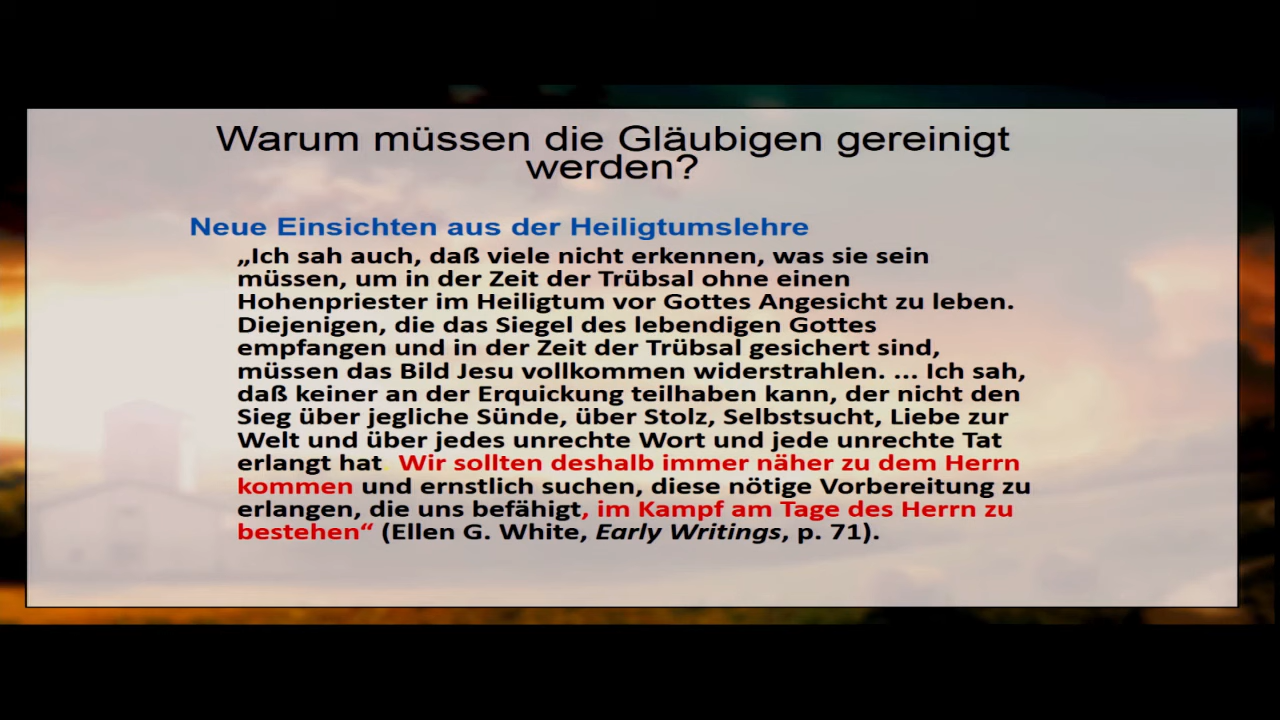 Warum müssen die Gläubigen gereinigt
werden?
Neue Einsichten aus der Heiligtumslehre
„Ich sah auch, daß viele nicht erkennen, was sie sein
müssen, um in der Zeit der Trübsal ohne einen
Hohenpriester im Heiligtum vor Gottes Angesicht zu leben.
Diejenigen, die das Siegel des lebendigen Gottes
empfangen und in der Zeit der Trübsal gesichert sind,
müssen das Bild Jesu vollkommen widerstrahlen. ... Ich sah,
daß keiner an der Erquickung teilhaben kann, der nicht den
Sieg über jegliche Sünde, über Stolz, Selbstsucht, Liebe zur
Welt und über jedes unrechte Wort und jede unrechte Tat
erlangt hat. Wir sollten deshalb immer näher zu dem Herrn
kommen und ernstlich suchen, diese nötige Vorbereitung zu
erlangen, die uns befähigt, im Kampf am Tage des Herrn zu
bestehen“ (Ellen G. White, Early Writings, p. 71).